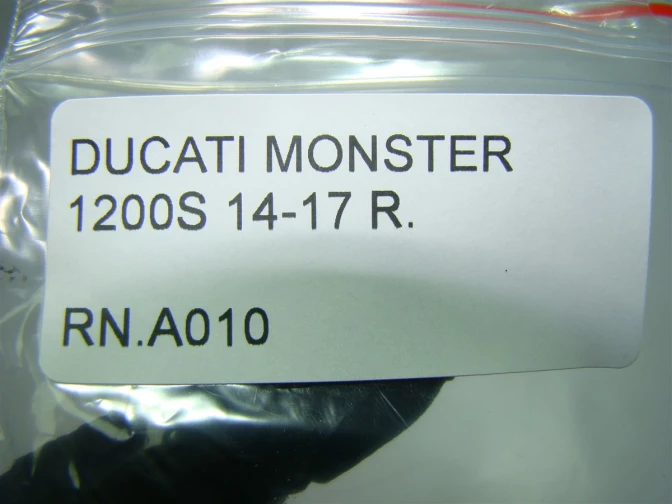 DUCATI MONSTER
1200S 14-17 R.
RN.A010